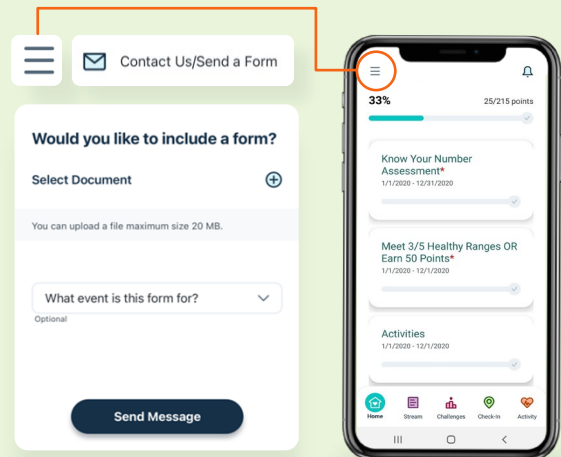 Contact Us/Send a Form
Would you like to include a form?
Select Document
You can upload a file maximum size 20 MB.
What event is this form for?
Optional
Send Message
33%
25/215 points
Know Your Number
Assessment*
1/1/2020 - 12/31/2020
Meet 3/5 Healthy Ranges OR
Earn 50 Points*
1/1/2020 - 12/1/2020
Activities
1/1/2020 - 12/1/2020
Home Stream Challenges Check-In Activity